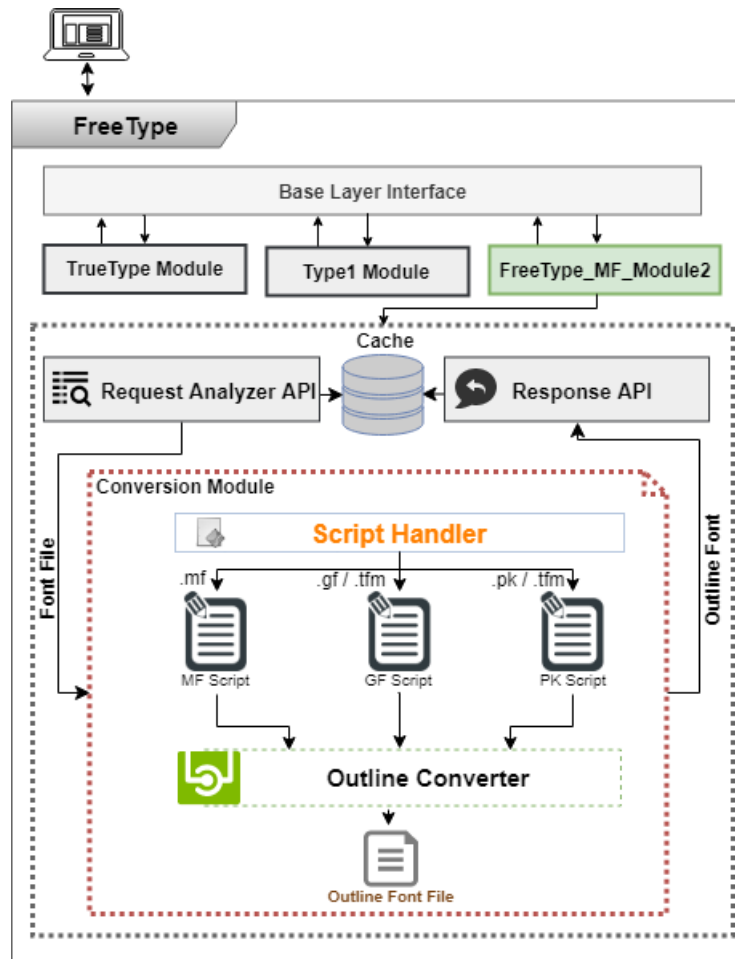 FreeType
Base Layer Interface
TrueType Module
Type1 Module
FreeType_MF_Module2
Cache
Request Analyzer API
Response API
Conversion Module
Script Handler
.mf
.gf / .tfm
.pk / .tfm
MF Script
GF Script
PK Script
Font File
Outline Font
Outline Converter
Outline Font File